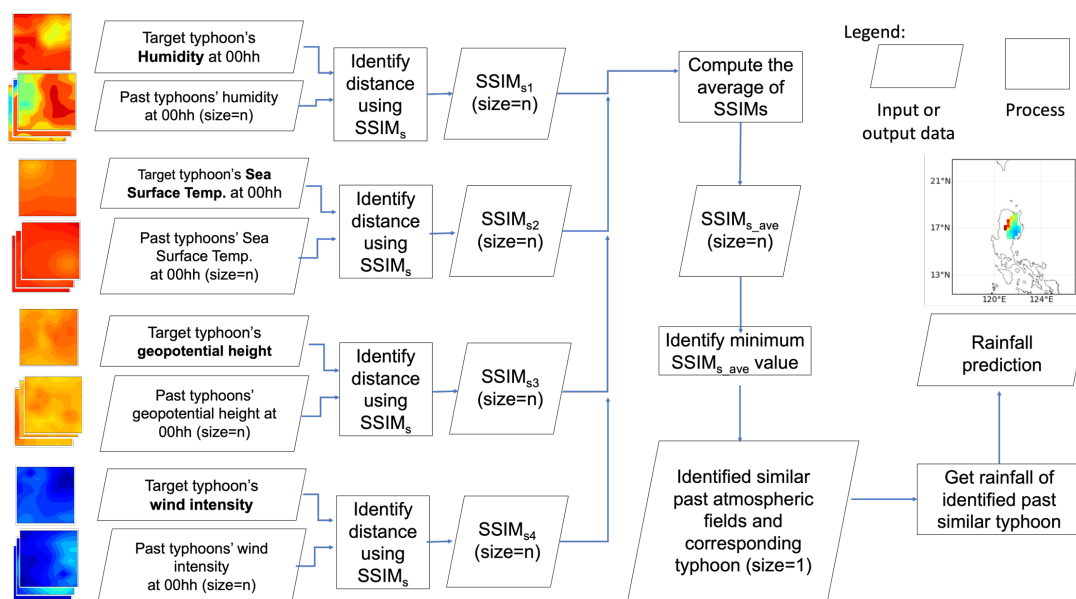 Target typhoon's
Humidity at 00hh
Past typhoons' humidity
at 00hh (size=n)
Identify
distance
using
SSIMs
SSIMs1
(size=n)
Target typhoon's Sea
Surface Temp. at 00hh
Past typhoons' Sea
Surface Temp.
at 00hh (size=n)
Identify
distance
using
SSIMs
SSIMs2
(size=n)
Target typhoon's
geopotential height
Past typhoons'
geopotential height at
00hh (size=n)
Identify
distance
using
SSIMs
SSIMs3
(size=n)
Target typhoon's
wind intensity
Past typhoons' wind
intensity
at 00hh (size=n)
Identify
distance
using
SSIMs
SSIMs4
(size=n)
Compute the
average of
SSIMs
SSIMs_ave
(size=n)
Identify minimum
SSIMs_ave value
Identified similar
past atmospheric
fields and
corresponding
typhoon (size=1)
Get rainfall of
identified past
similar typhoon
Rainfall
prediction
21°N
17°N
13°N
120°E 124°E
Legend:
Input or
output data
Process